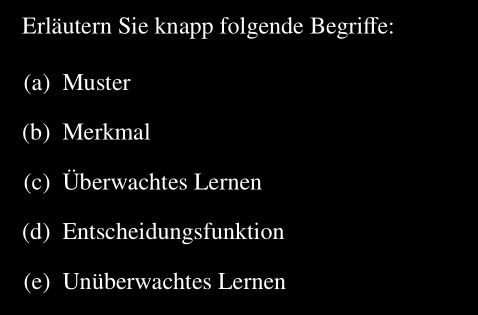 Erläutern Sie knapp folgende Begriffe:
(a) Muster
(b) Merkmal
(c) Überwachtes Lernen
(d) Entscheidungsfunktion
(e) Unüberwachtes Lernen